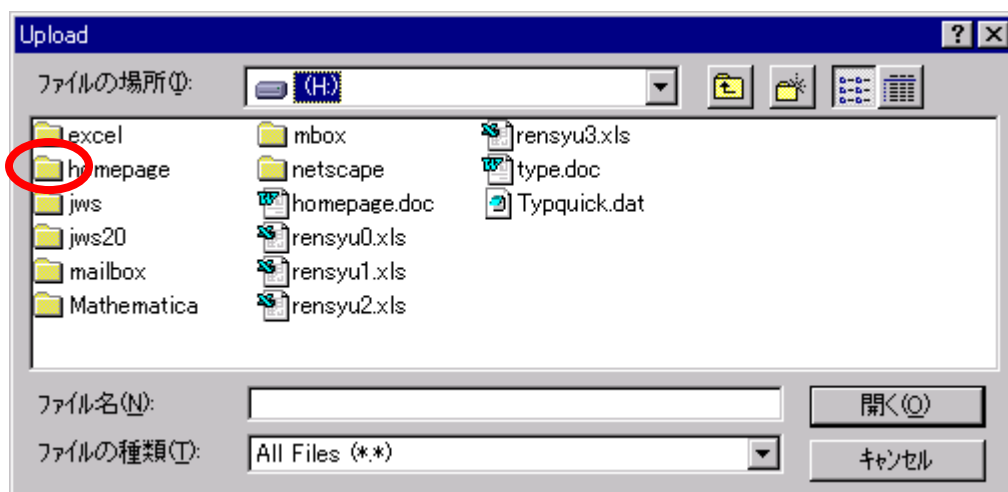 Upload
ファイルの場所(I):
(H:)
excel
homepage
jws
jws20
mailbox
Mathematica
mbox
netscape
homepage.doc
rensyu0.xls
rensyu1.xls
rensyu2.xls
rensyu3.xls
type.doc
Typquick.dat
ファイル名(N):
開く(O)
ファイルの種類(T):
All Files (*.*)
キャンセル